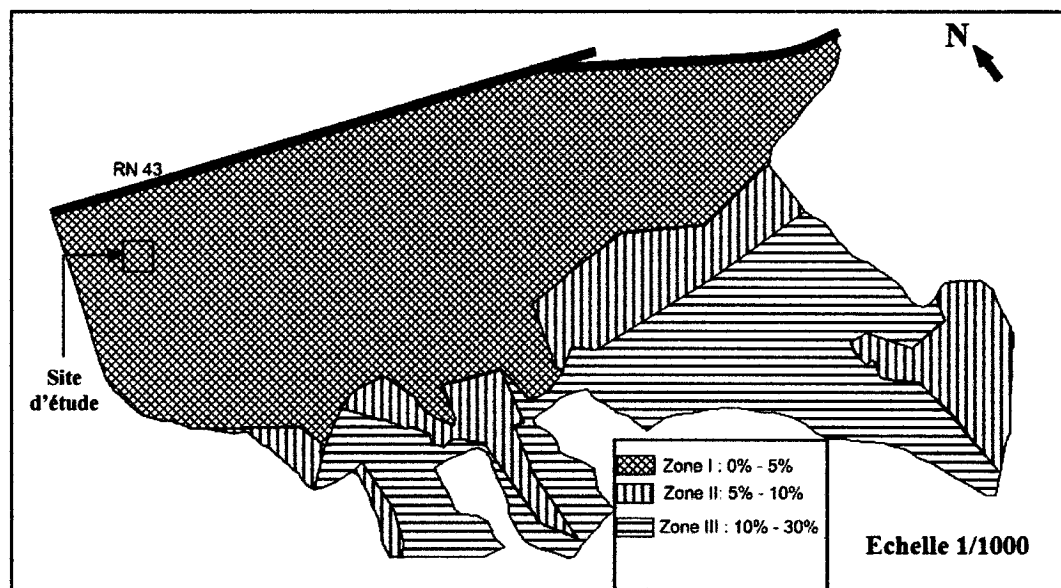 N
RN 43
Site
d'étude
Zone I : 0% - 5%
Zone II: 5% - 10%
Zone III : 10% - 30%
Echelle 1/1000